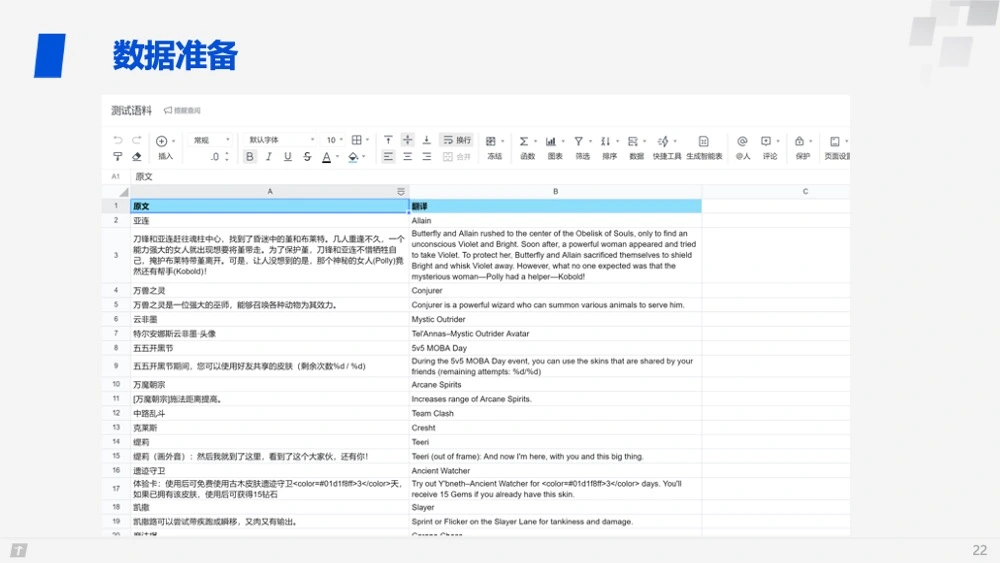 数据准备
测试语料
常规
默认字体
10
换行
插入
.0
B I U S A
合并
冻结
函数
图表
筛选
排序
数据
快捷工具
生成智能表
@人
评论
保护
页面设置
A1 原文
A B C
1 原文 翻译
2 亚连 Allain
3 刀锋和亚连赶往魂柱中心，找到了昏迷中的堇和布莱特。几人重逢不久，一个
能力强大的女人就出现想要将堇带走。为了保护堇，刀锋和亚连不惜牺牲自
己，掩护布莱特带堇离开。可是，让人没想到的是，那个神秘的女人(Polly)竟
然还有帮手(Kobold)！
Butterfly and Allain rushed to the center of the Obelisk of Souls, only to find an
unconscious Violet and Bright. Soon after, a powerful woman appeared and tried
to take Violet. To protect her, Butterfly and Allain sacrificed themselves to shield
Bright and whisk Violet away. However, what no one expected was that the
mysterious woman—Polly had a helper—Kobold!
4 万兽之灵 Conjurer
5 万兽之灵是一位强大的巫师，能够召唤各种动物为其效力。 Conjurer is a powerful wizard who can summon various animals to serve him.
6 云非墨 Mystic Outrider
7 特尔安娜斯云非墨·头像 Tel'Annas–Mystic Outrider Avatar
8 五五开黑节 5v5 MOBA Day
9 五五开黑节期间，您可以使用好友共享的皮肤（剩余次数%d / %d）
During the 5v5 MOBA Day event, you can use the skins that are shared by your
friends (remaining attempts: %d/%d)
10 万魔朝宗 Arcane Spirits
11 [万魔朝宗]施法距离提高。 Increases range of Arcane Spirits.
12 中路乱斗 Team Clash
13 克莱斯 Cresht
14 缇莉 Teeri
15 缇莉（画外音）：然后我就到了这里，看到了这个大家伙，还有你！ Teeri (out of frame): And now I'm here, with you and this big thing.
16 遗迹守卫 Ancient Watcher
17 体验卡：使用后可免费使用古木皮肤遗迹守卫<color=#01d1f8ff>3</color>天，
如果已拥有该皮肤，使用后可获得15钻石
Try out Y'bneth–Ancient Watcher for <color=#01d1f8ff>3</color> days. You'll
receive 15 Gems if you already have this skin.
18 凯撒 Slayer
19 凯撒路可以尝试带疾跑或瞬移，又肉又有输出。 Sprint or Flicker on the Slayer Lane for tankiness and damage.
20
22